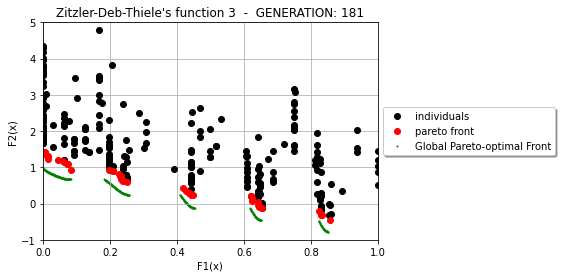 Zitzler-Deb-Thiele's function 3 - GENERATION: 181
5
4
3
2
1
0
−1
F2(x)
0.0 0.2 0.4 0.6 0.8 1.0
F1(x)
individuals
pareto front
Global Pareto-optimal Front